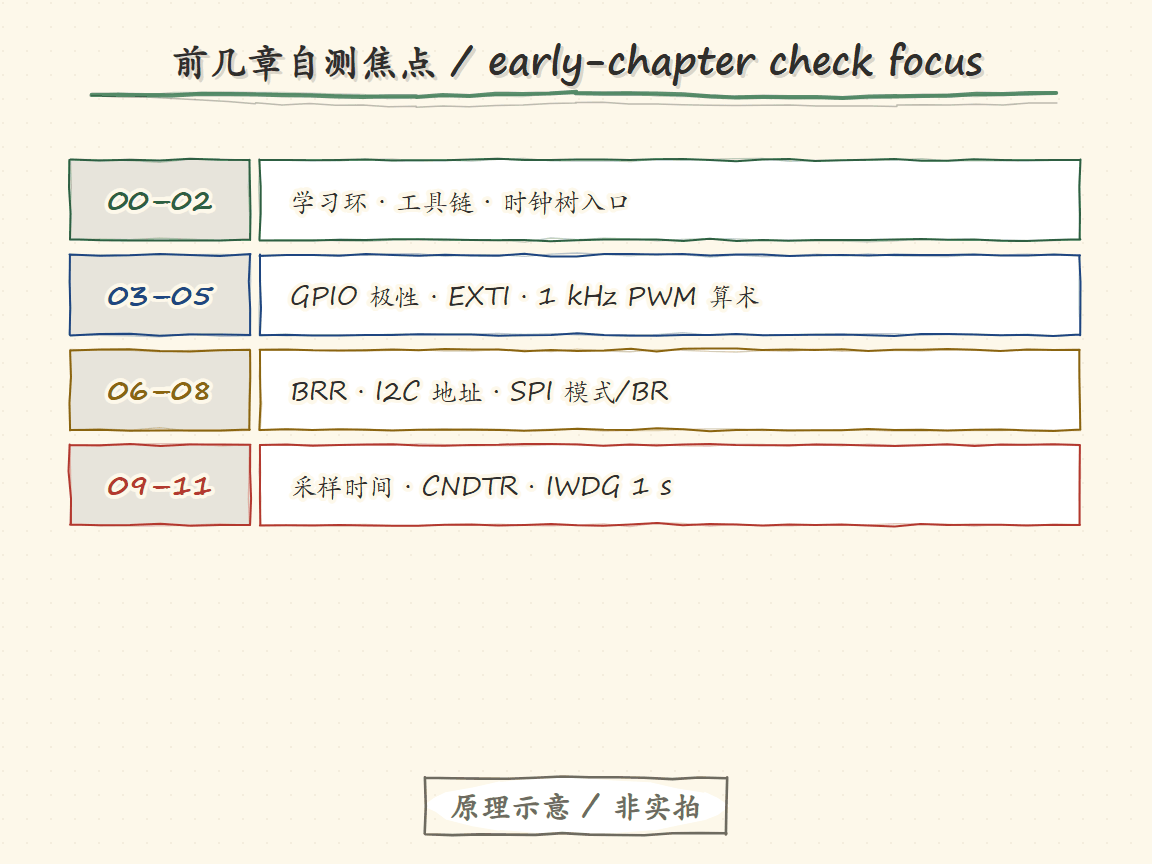 前几章自测焦点 / early-chapter check focus
00–02
学习环 · 工具链 · 时钟树入口
03–05
GPIO 极性 · EXTI · 1 kHz PWM 算术
06–08
BRR · I2C 地址 · SPI 模式/BR
09–11
采样时间 · CNDTR · IWDG 1 s
原理示意 / 非实拍